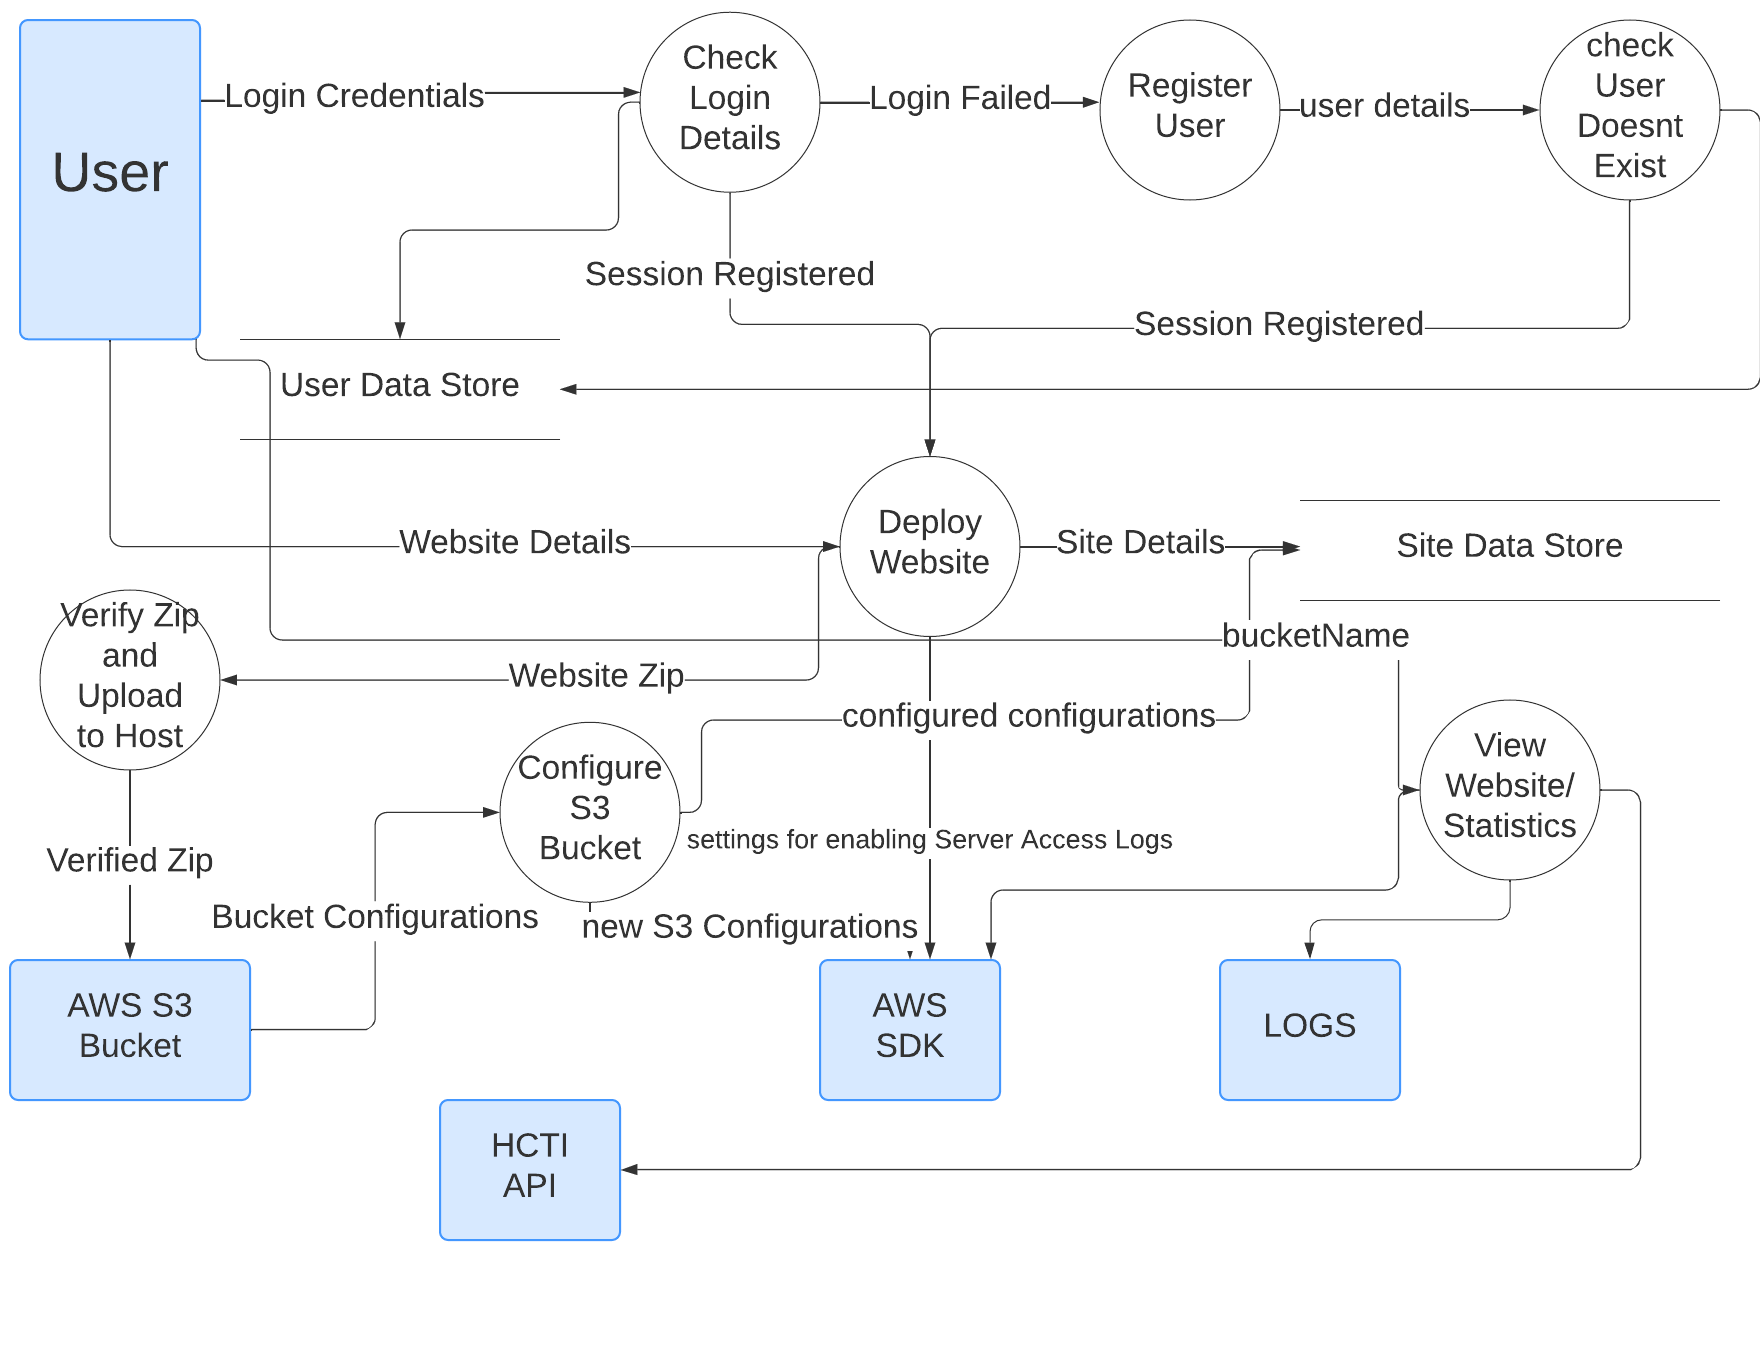 User
Login Credentials
Check
Login
Details
Login Failed
Register
User
user details
check
User
Doesnt
Exist
Session Registered
Session Registered
User Data Store
Website Details
Deploy
Website
Site Details
Site Data Store
Verify Zip
and
Upload
to Host
bucketName
Website Zip
configured configurations
Configure
S3
Bucket
View
Website/
Statistics
settings for enabling Server Access Logs
Verified Zip
Bucket Configurations
new S3 Configurations
AWS S3
Bucket
AWS
SDK
LOGS
HCTI
API